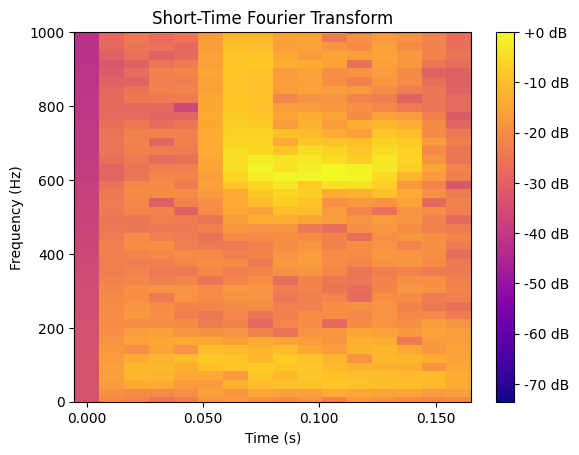 Short-Time Fourier Transform
1000
800
600
400
200
0
Frequency (Hz)
0.000
0.050
0.100
0.150
Time (s)
+0 dB
-10 dB
-20 dB
-30 dB
-40 dB
-50 dB
-60 dB
-70 dB